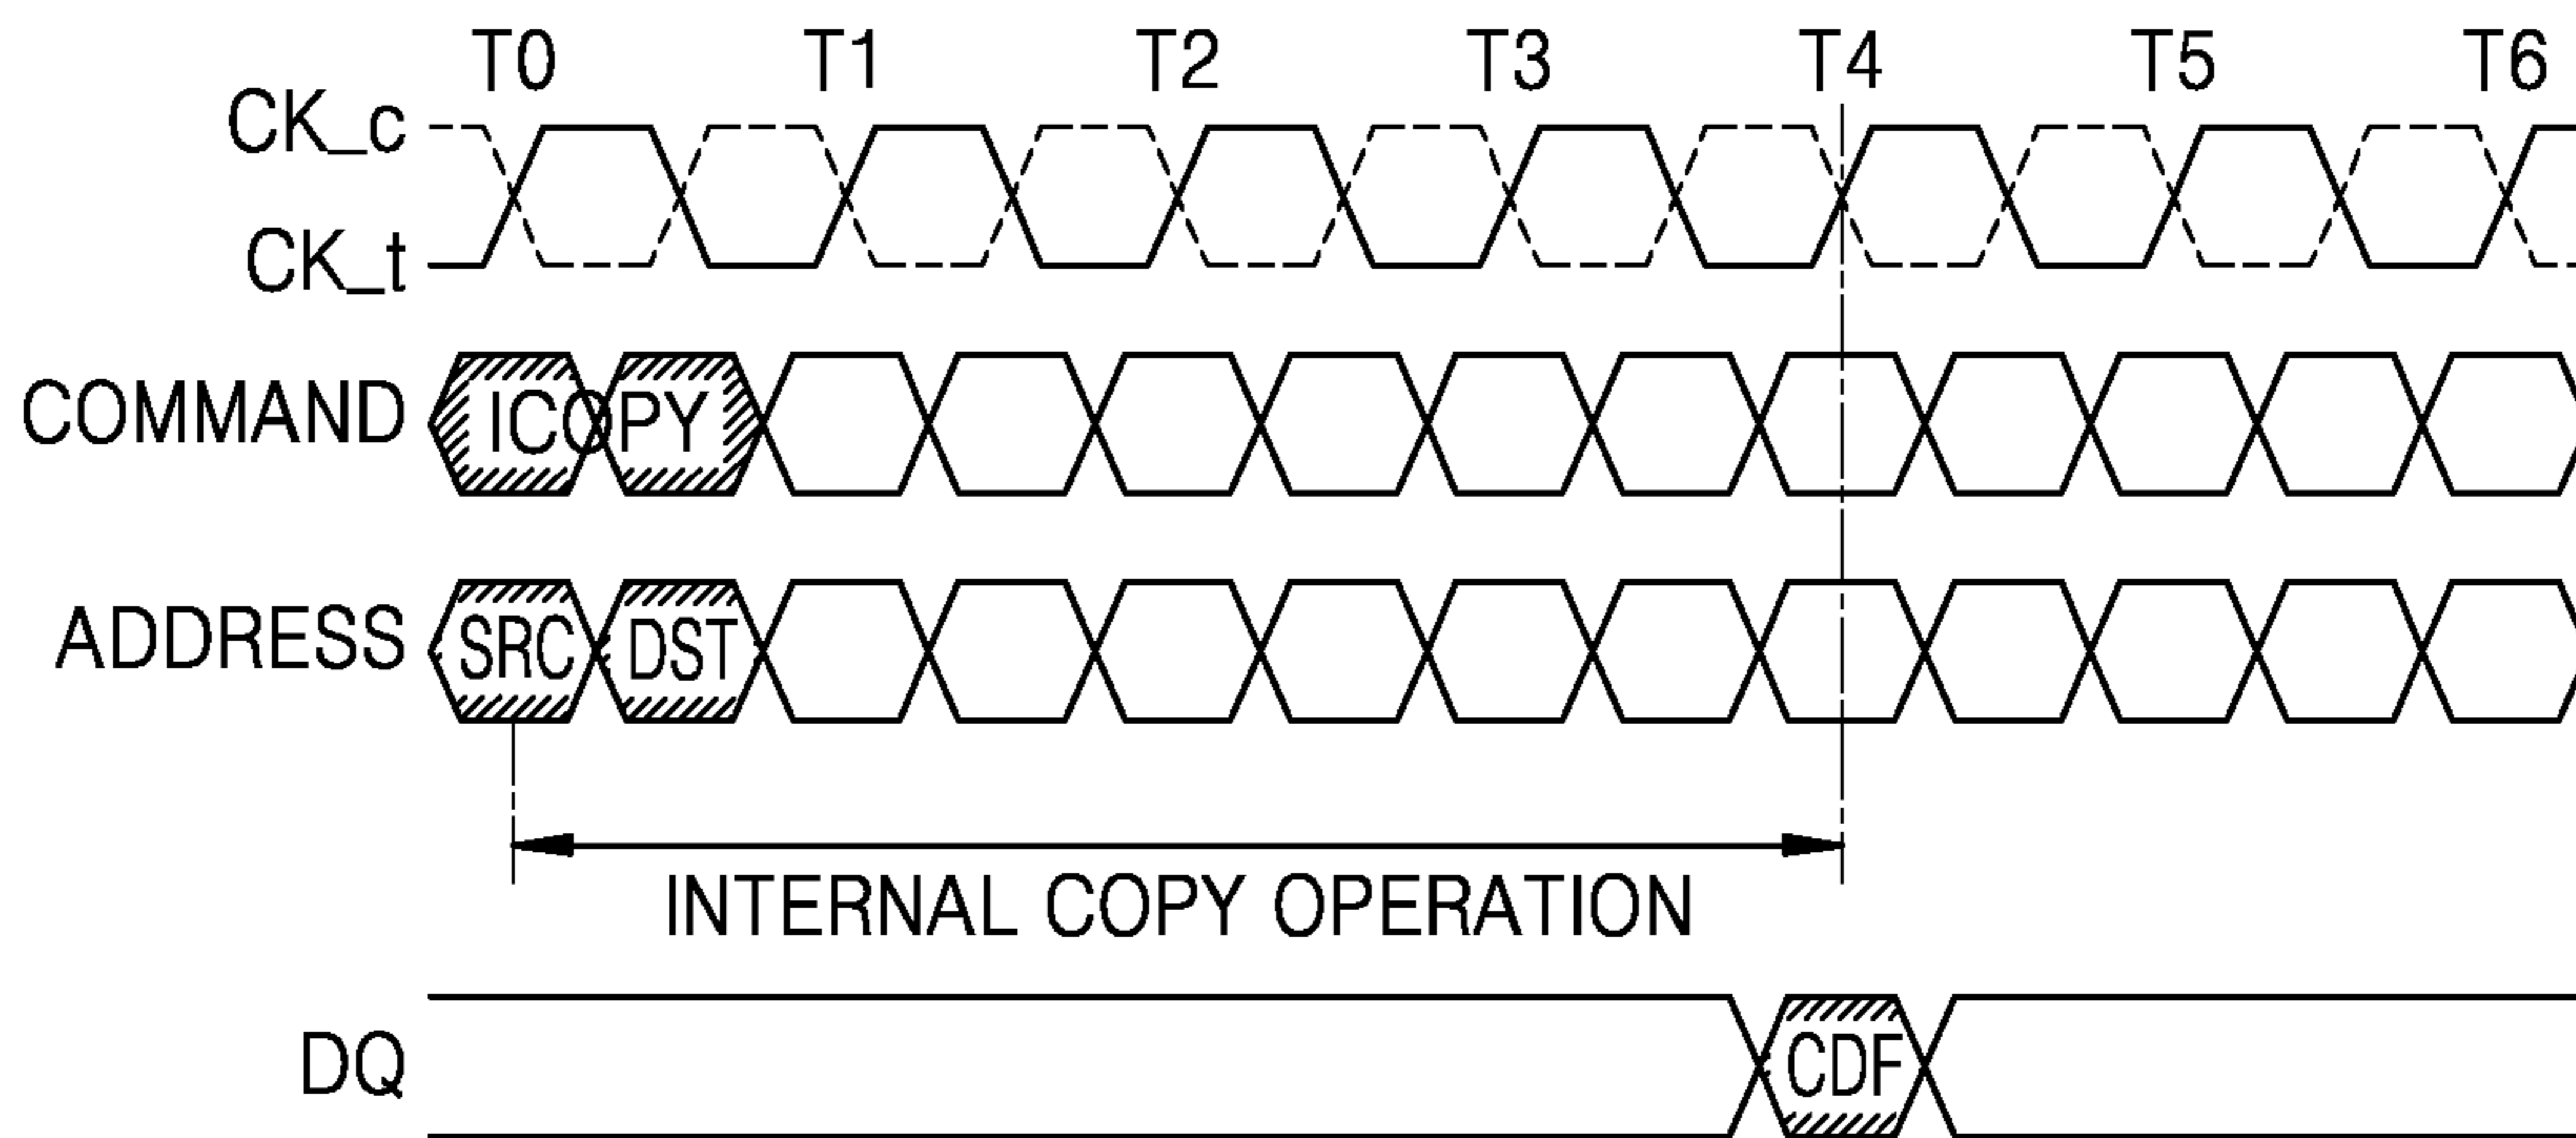 T0 T1 T2 T3 T4 T5 T6
CK_c
CK_t
COMMAND ICOPY
ADDRESS SRC DST
INTERNAL COPY OPERATION
DQ CDF